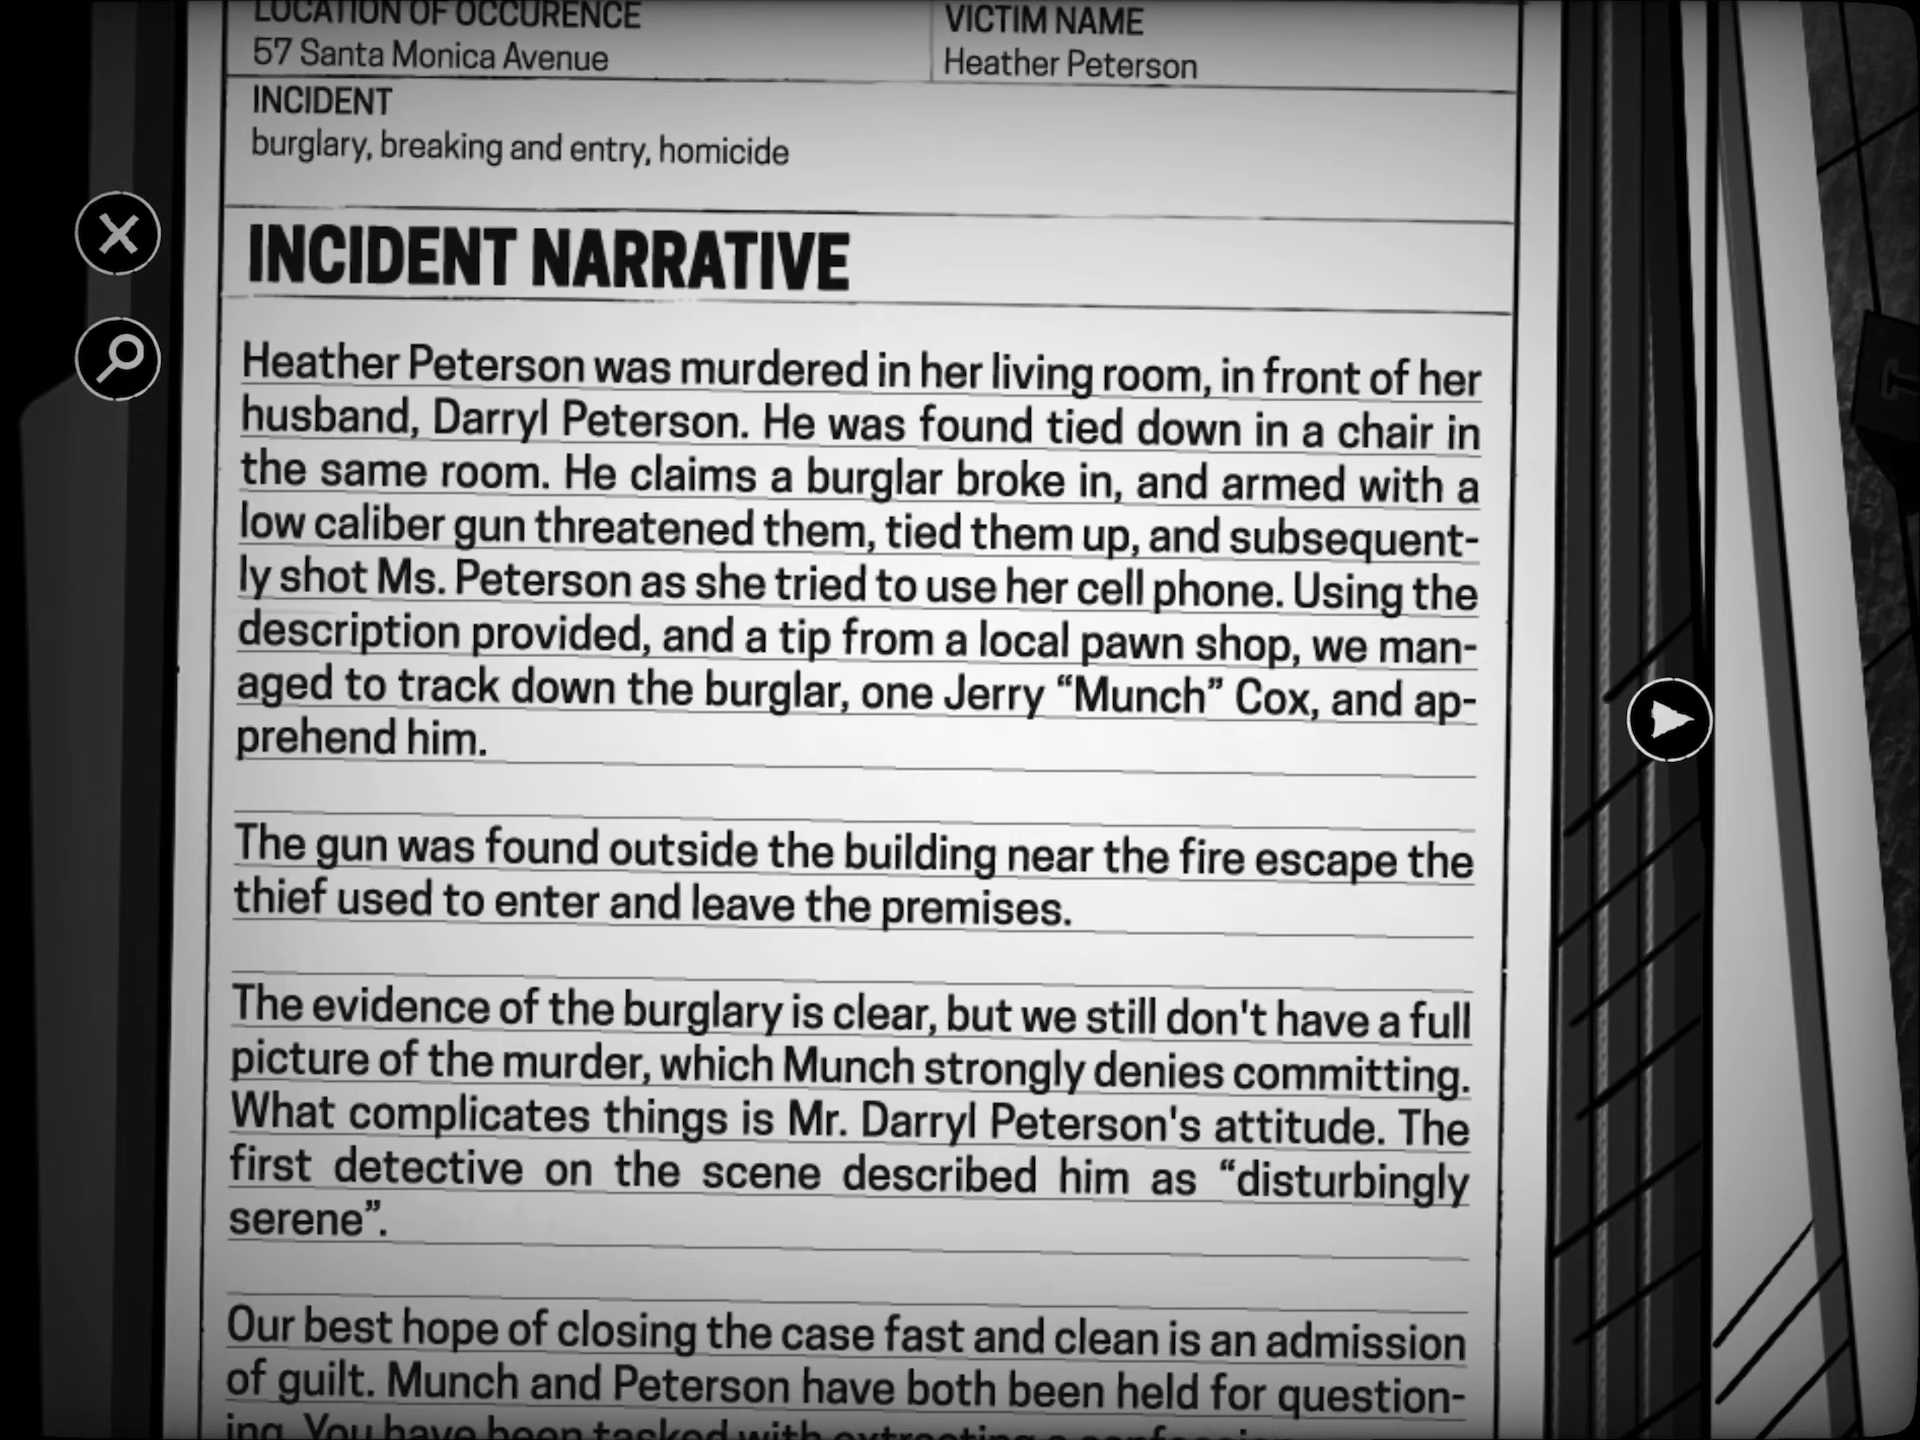 LOCATION OF OCCURENCE
57 Santa Monica Avenue
VICTIM NAME
Heather Peterson
INCIDENT
burglary, breaking and entry, homicide
INCIDENT NARRATIVE
Heather Peterson was murdered in her living room, in front of her
husband, Darryl Peterson. He was found tied down in a chair in
the same room. He claims a burglar broke in, and armed with a
low caliber gun threatened them, tied them up, and subsequent-
ly shot Ms. Peterson as she tried to use her cell phone. Using the
description provided, and a tip from a local pawn shop, we man-
aged to track down the burglar, one Jerry “Munch” Cox, and ap-
prehend him.
The gun was found outside the building near the fire escape the
thief used to enter and leave the premises.
The evidence of the burglary is clear, but we still don't have a full
picture of the murder, which Munch strongly denies committing.
What complicates things is Mr. Darryl Peterson's attitude. The
first detective on the scene described him as “disturbingly
serene”.
Our best hope of closing the case fast and clean is an admission
of guilt. Munch and Peterson have both been held for question-
ing. You have been tasked with extracting a